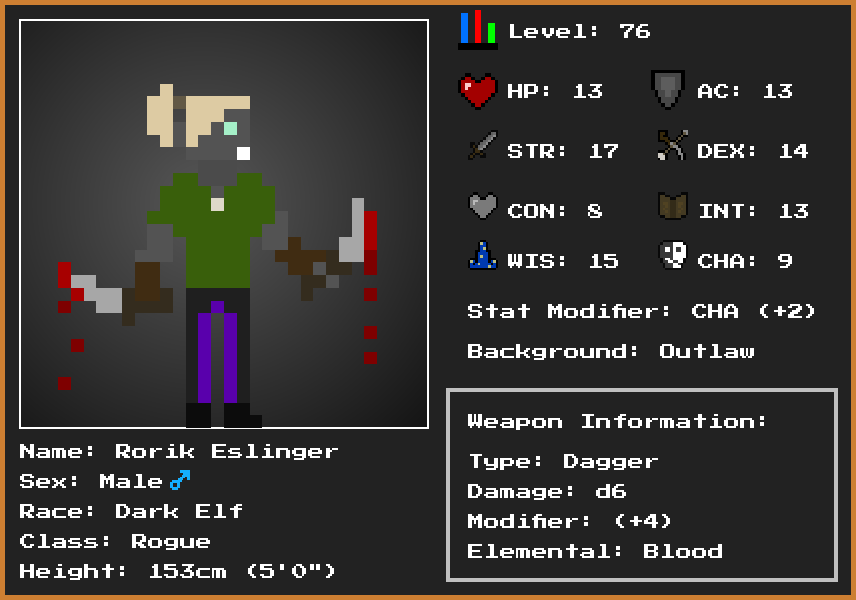 Level: 76
HP: 13
AC: 13
STR: 17
DEX: 14
CON: 8
INT: 13
WIS: 15
CHA: 9
Stat Modifier: CHA (+2)
Background: Outlaw
Name: Rorik Eslinger
Sex: Male♂
Race: Dark Elf
Class: Rogue
Height: 153cm (5'0")
Weapon Information:
Type: Dagger
Damage: d6
Modifier: (+4)
Elemental: Blood